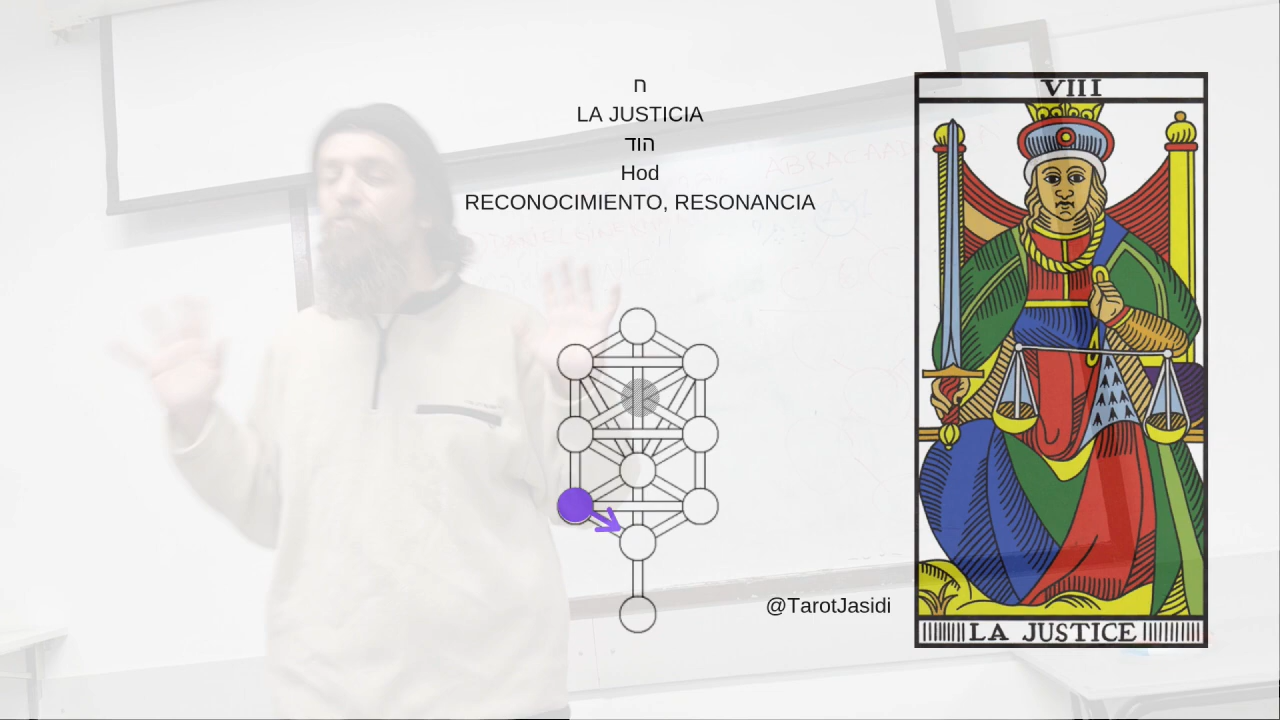 ח
LA JUSTICIA
הוד
Hod
RECONOCIMIENTO, RESONANCIA
@TarotJasidi
VIII
LA JUSTICE